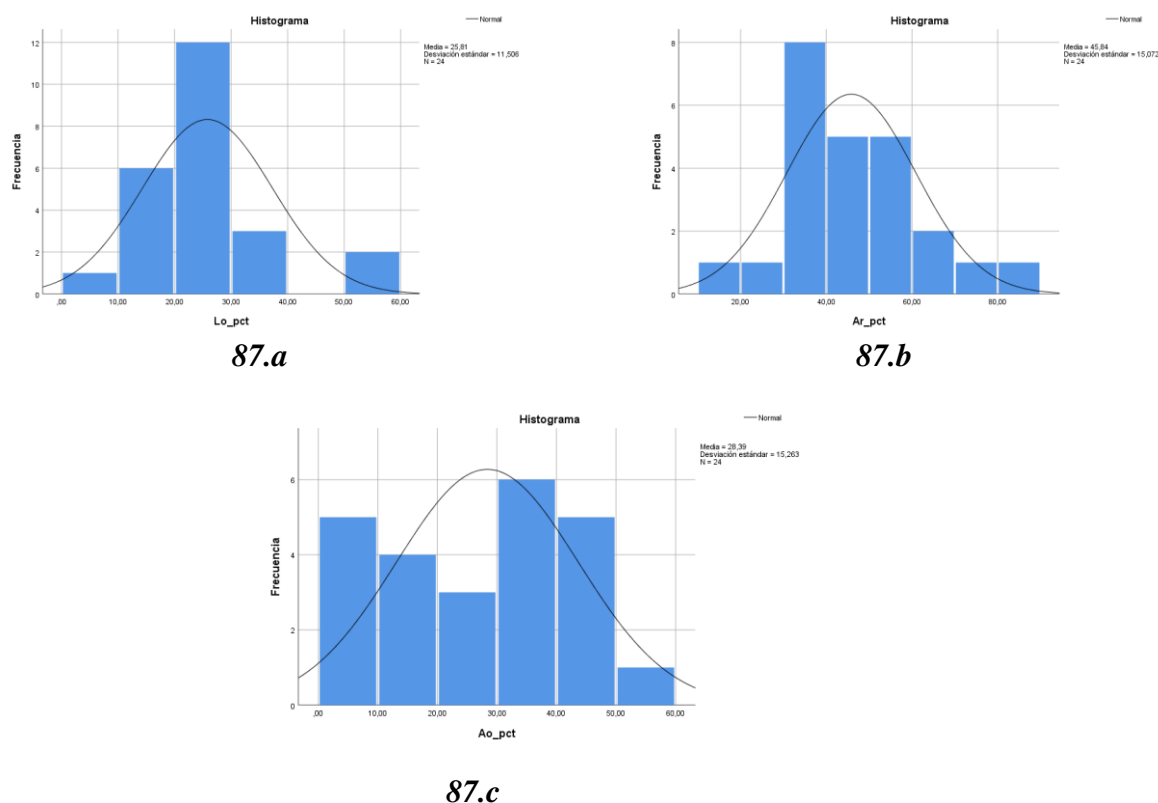 Histograma
Normal
Media = 25,81
Desviación estándar = 11,506
N = 24
12
10
8
6
4
2
0
Frecuencia
,00
10,00
20,00
30,00
40,00
50,00
60,00
Lo_pct
87.a
Histograma
Normal
Media = 45,84
Desviación estándar = 15,072
N = 24
8
6
4
2
0
Frecuencia
20,00
40,00
60,00
80,00
Ar_pct
87.b
Histograma
Normal
Media = 28,39
Desviación estándar = 15,263
N = 24
6
4
2
0
Frecuencia
,00
10,00
20,00
30,00
40,00
50,00
60,00
Ao_pct
87.c